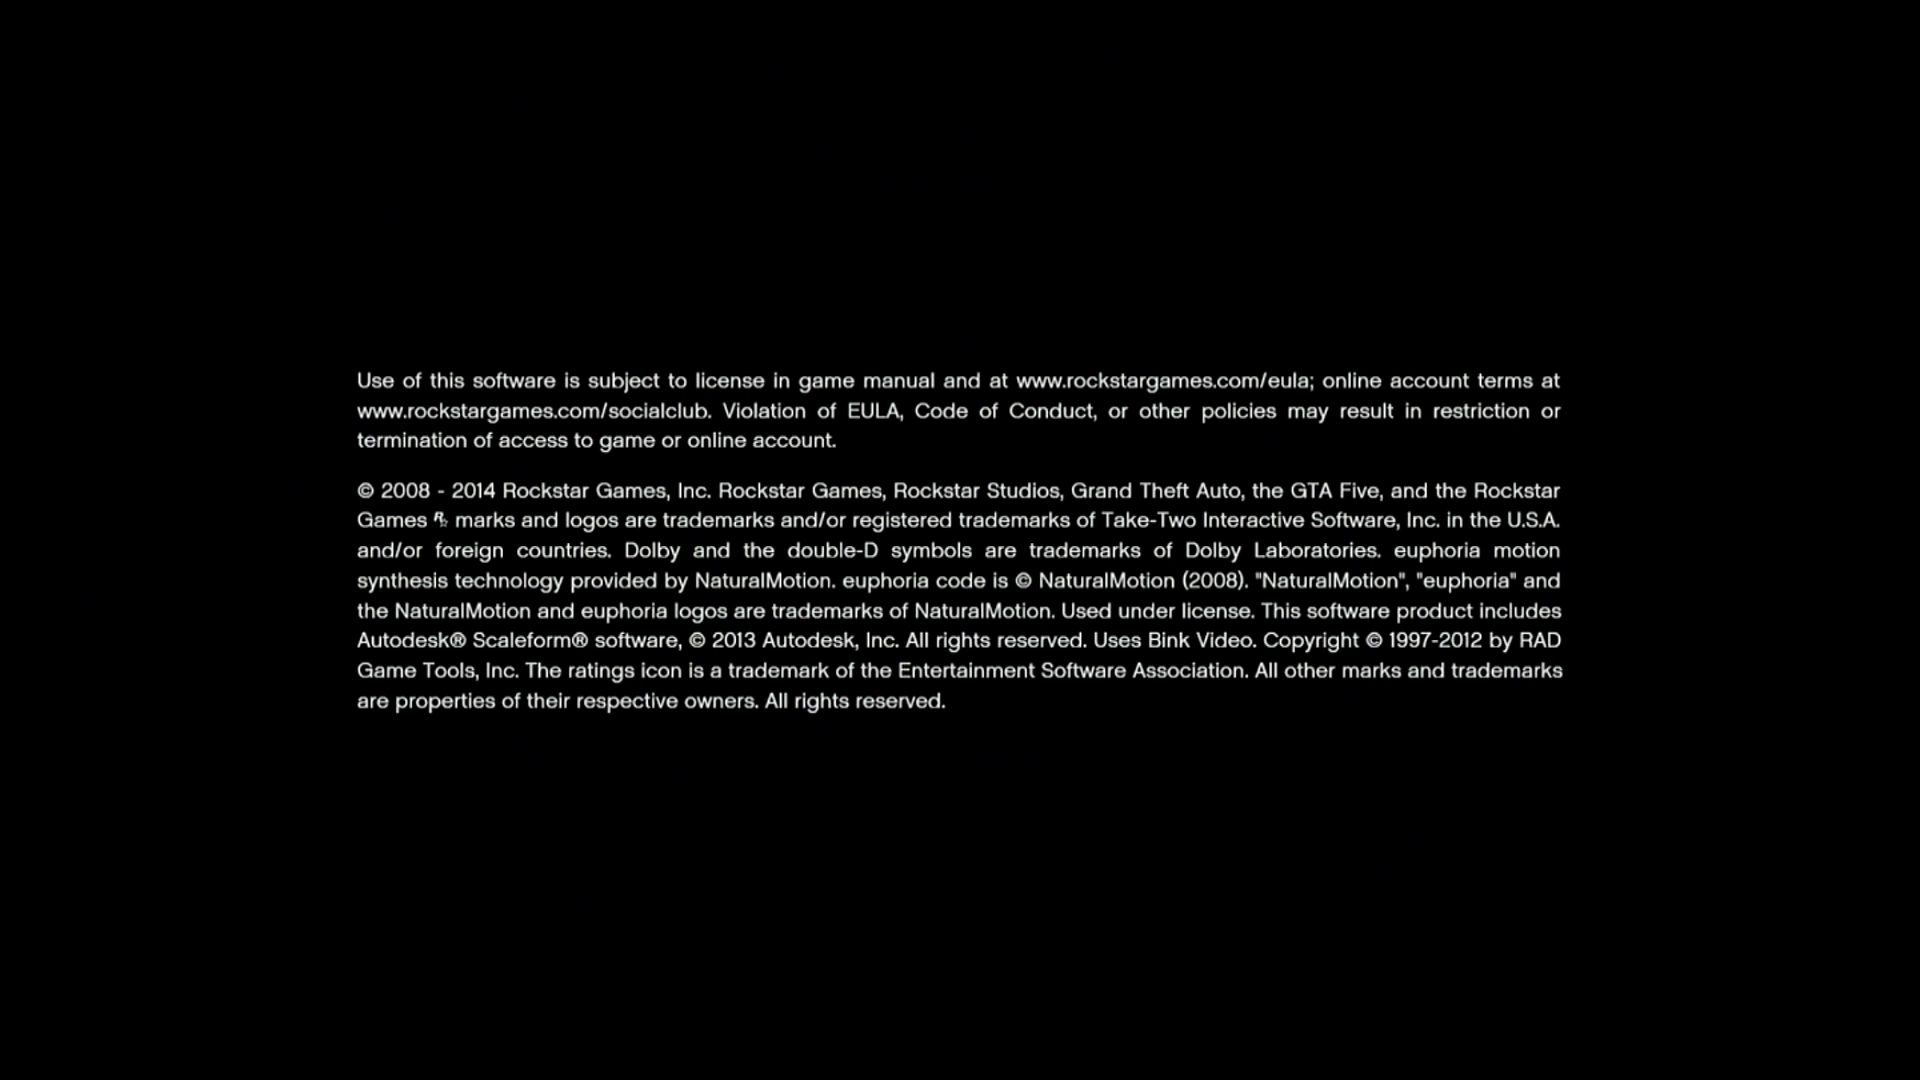 Use of this software is subject to license in game manual and at www.rockstargames.com/eula; online account terms at
www.rockstargames.com/socialclub. Violation of EULA, Code of Conduct, or other policies may result in restriction or
termination of access to game or online account.
© 2008 - 2014 Rockstar Games, Inc. Rockstar Games, Rockstar Studios, Grand Theft Auto, the GTA Five, and the Rockstar
Games R* marks and logos are trademarks and/or registered trademarks of Take-Two Interactive Software, Inc. in the U.S.A.
and/or foreign countries. Dolby and the double-D symbols are trademarks of Dolby Laboratories. euphoria motion
synthesis technology provided by NaturalMotion. euphoria code is © NaturalMotion (2008). "NaturalMotion", "euphoria" and
the NaturalMotion and euphoria logos are trademarks of NaturalMotion. Used under license. This software product includes
Autodesk® Scaleform® software, © 2013 Autodesk, Inc. All rights reserved. Uses Bink Video. Copyright © 1997-2012 by RAD
Game Tools, Inc. The ratings icon is a trademark of the Entertainment Software Association. All other marks and trademarks
are properties of their respective owners. All rights reserved.